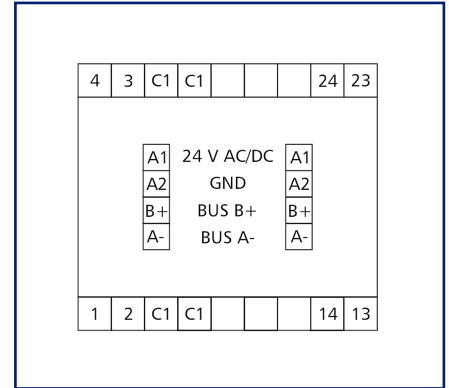 4 3 C1 C1 24 23
A1 24 V AC/DC A1
A2 GND A2
B+ BUS B+ B+
A- BUS A- A-
1 2 C1 C1 14 13